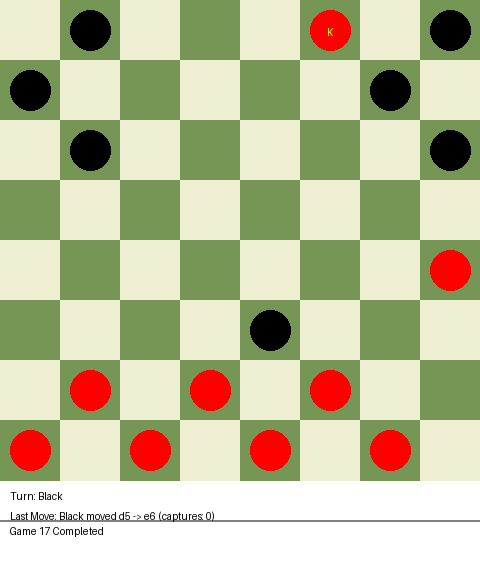 K
Turn: Black
Last Move: Black moved d5 -> e6 (captures: 0)
Game 17 Completed